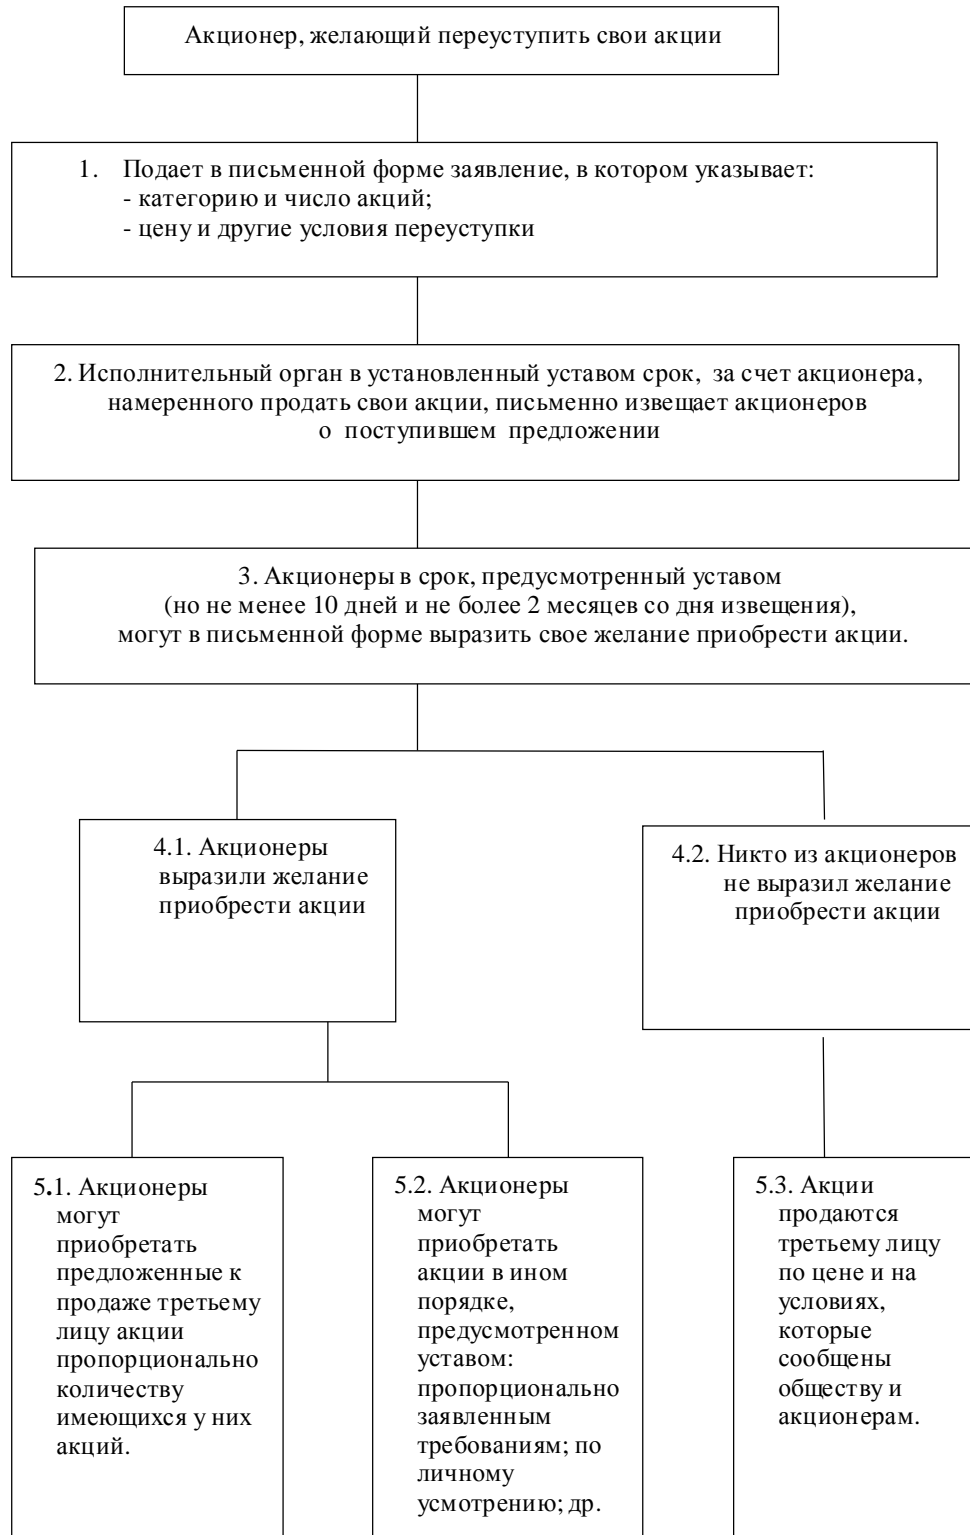 Акционер, желающий переуступить свои акции
1. Подает в письменной форме заявление, в котором указывает:
- категорию и число акций;
- цену и другие условия переуступки
2. Исполнительный орган в установленный уставом срок, за счет акционера,
намеренного продать свои акции, письменно извещает акционеров
о поступившем предложении
3. Акционеры в срок, предусмотренный уставом
(но не менее 10 дней и не более 2 месяцев со дня извещения),
могут в письменной форме выразить свое желание приобрести акции.
4.1. Акционеры
выразили желание
приобрести акции
4.2. Никто из акционеров
не выразил желание
приобрести акции
5.1. Акционеры
могут
приобретать
предложенные к
продаже третьему
лицу акции
пропорционально
количеству
имеющихся у них
акций.
5.2. Акционеры
могут
приобретать
акции в ином
порядке,
предусмотренном
уставом:
пропорционально
заявленным
требованиям; по
личному
усмотрению; др.
5.3. Акции
продаются
третьему лицу
по цене и на
условиях,
которые
сообщены
обществу и
акционерам.